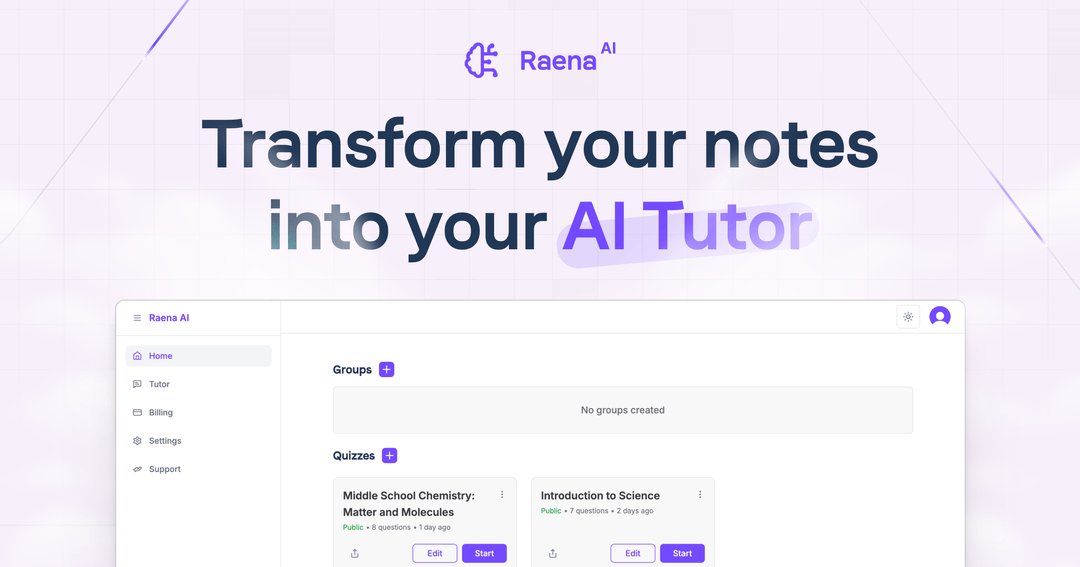 Raena AI
Transform your notes
into your AI Tutor
Raena AI
Home
Tutor
Billing
Settings
Support
Groups
No groups created
Quizzes
Middle School Chemistry:
Matter and Molecules
Public • 8 questions • 1 day ago
Edit
Start
Introduction to Science
Public • 7 questions • 2 days ago
Edit
Start